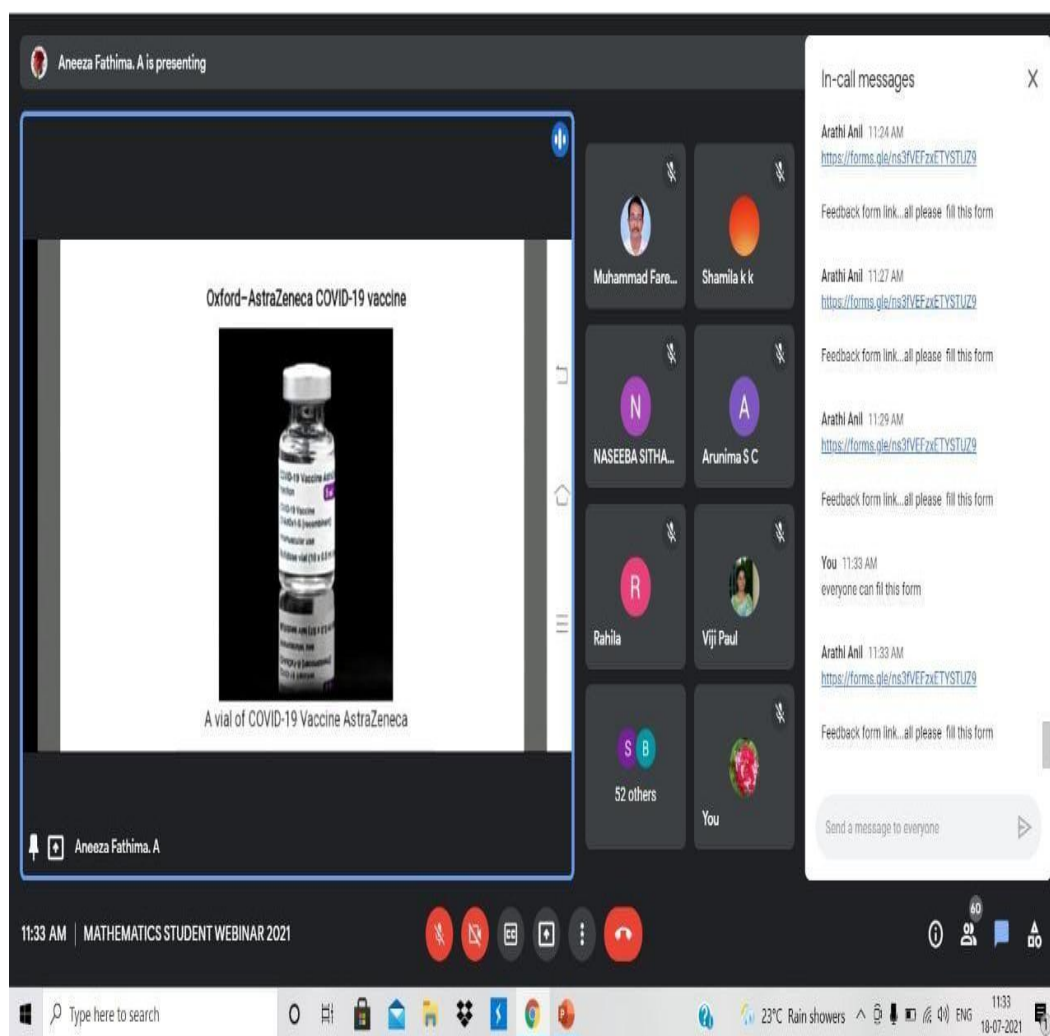 Aneeza Fathima. A is presenting
Oxford-AstraZeneca COVID-19 vaccine
COVID-19 Vaccine
A vial of COVID-19 Vaccine AstraZeneca
Aneeza Fathima. A
Muhammad Fare...
Shamila k k
N
NASEEBA SITHA...
A
Arunima S C
R
Rahila
Viji Paul
S B
52 others
You
In-call messages
Arathi Anil 11:24 AM
https://forms.gle/ns3fVEFzxETYSTUZ9
Feedback form link...all please fill this form
Arathi Anil 11:27 AM
https://forms.gle/ns3fVEFzxETYSTUZ9
Feedback form link...all please fill this form
Arathi Anil 11:29 AM
https://forms.gle/ns3fVEFzxETYSTUZ9
Feedback form link...all please fill this form
You 11:33 AM
everyone can fil this form
Arathi Anil 11:33 AM
https://forms.gle/ns3fVEFzxETYSTUZ9
Feedback form link...all please fill this form
Send a message to everyone
11:33 AM | MATHEMATICS STUDENT WEBINAR 2021
60
Type here to search
23°C Rain showers
ENG
11:33
18-07-2021